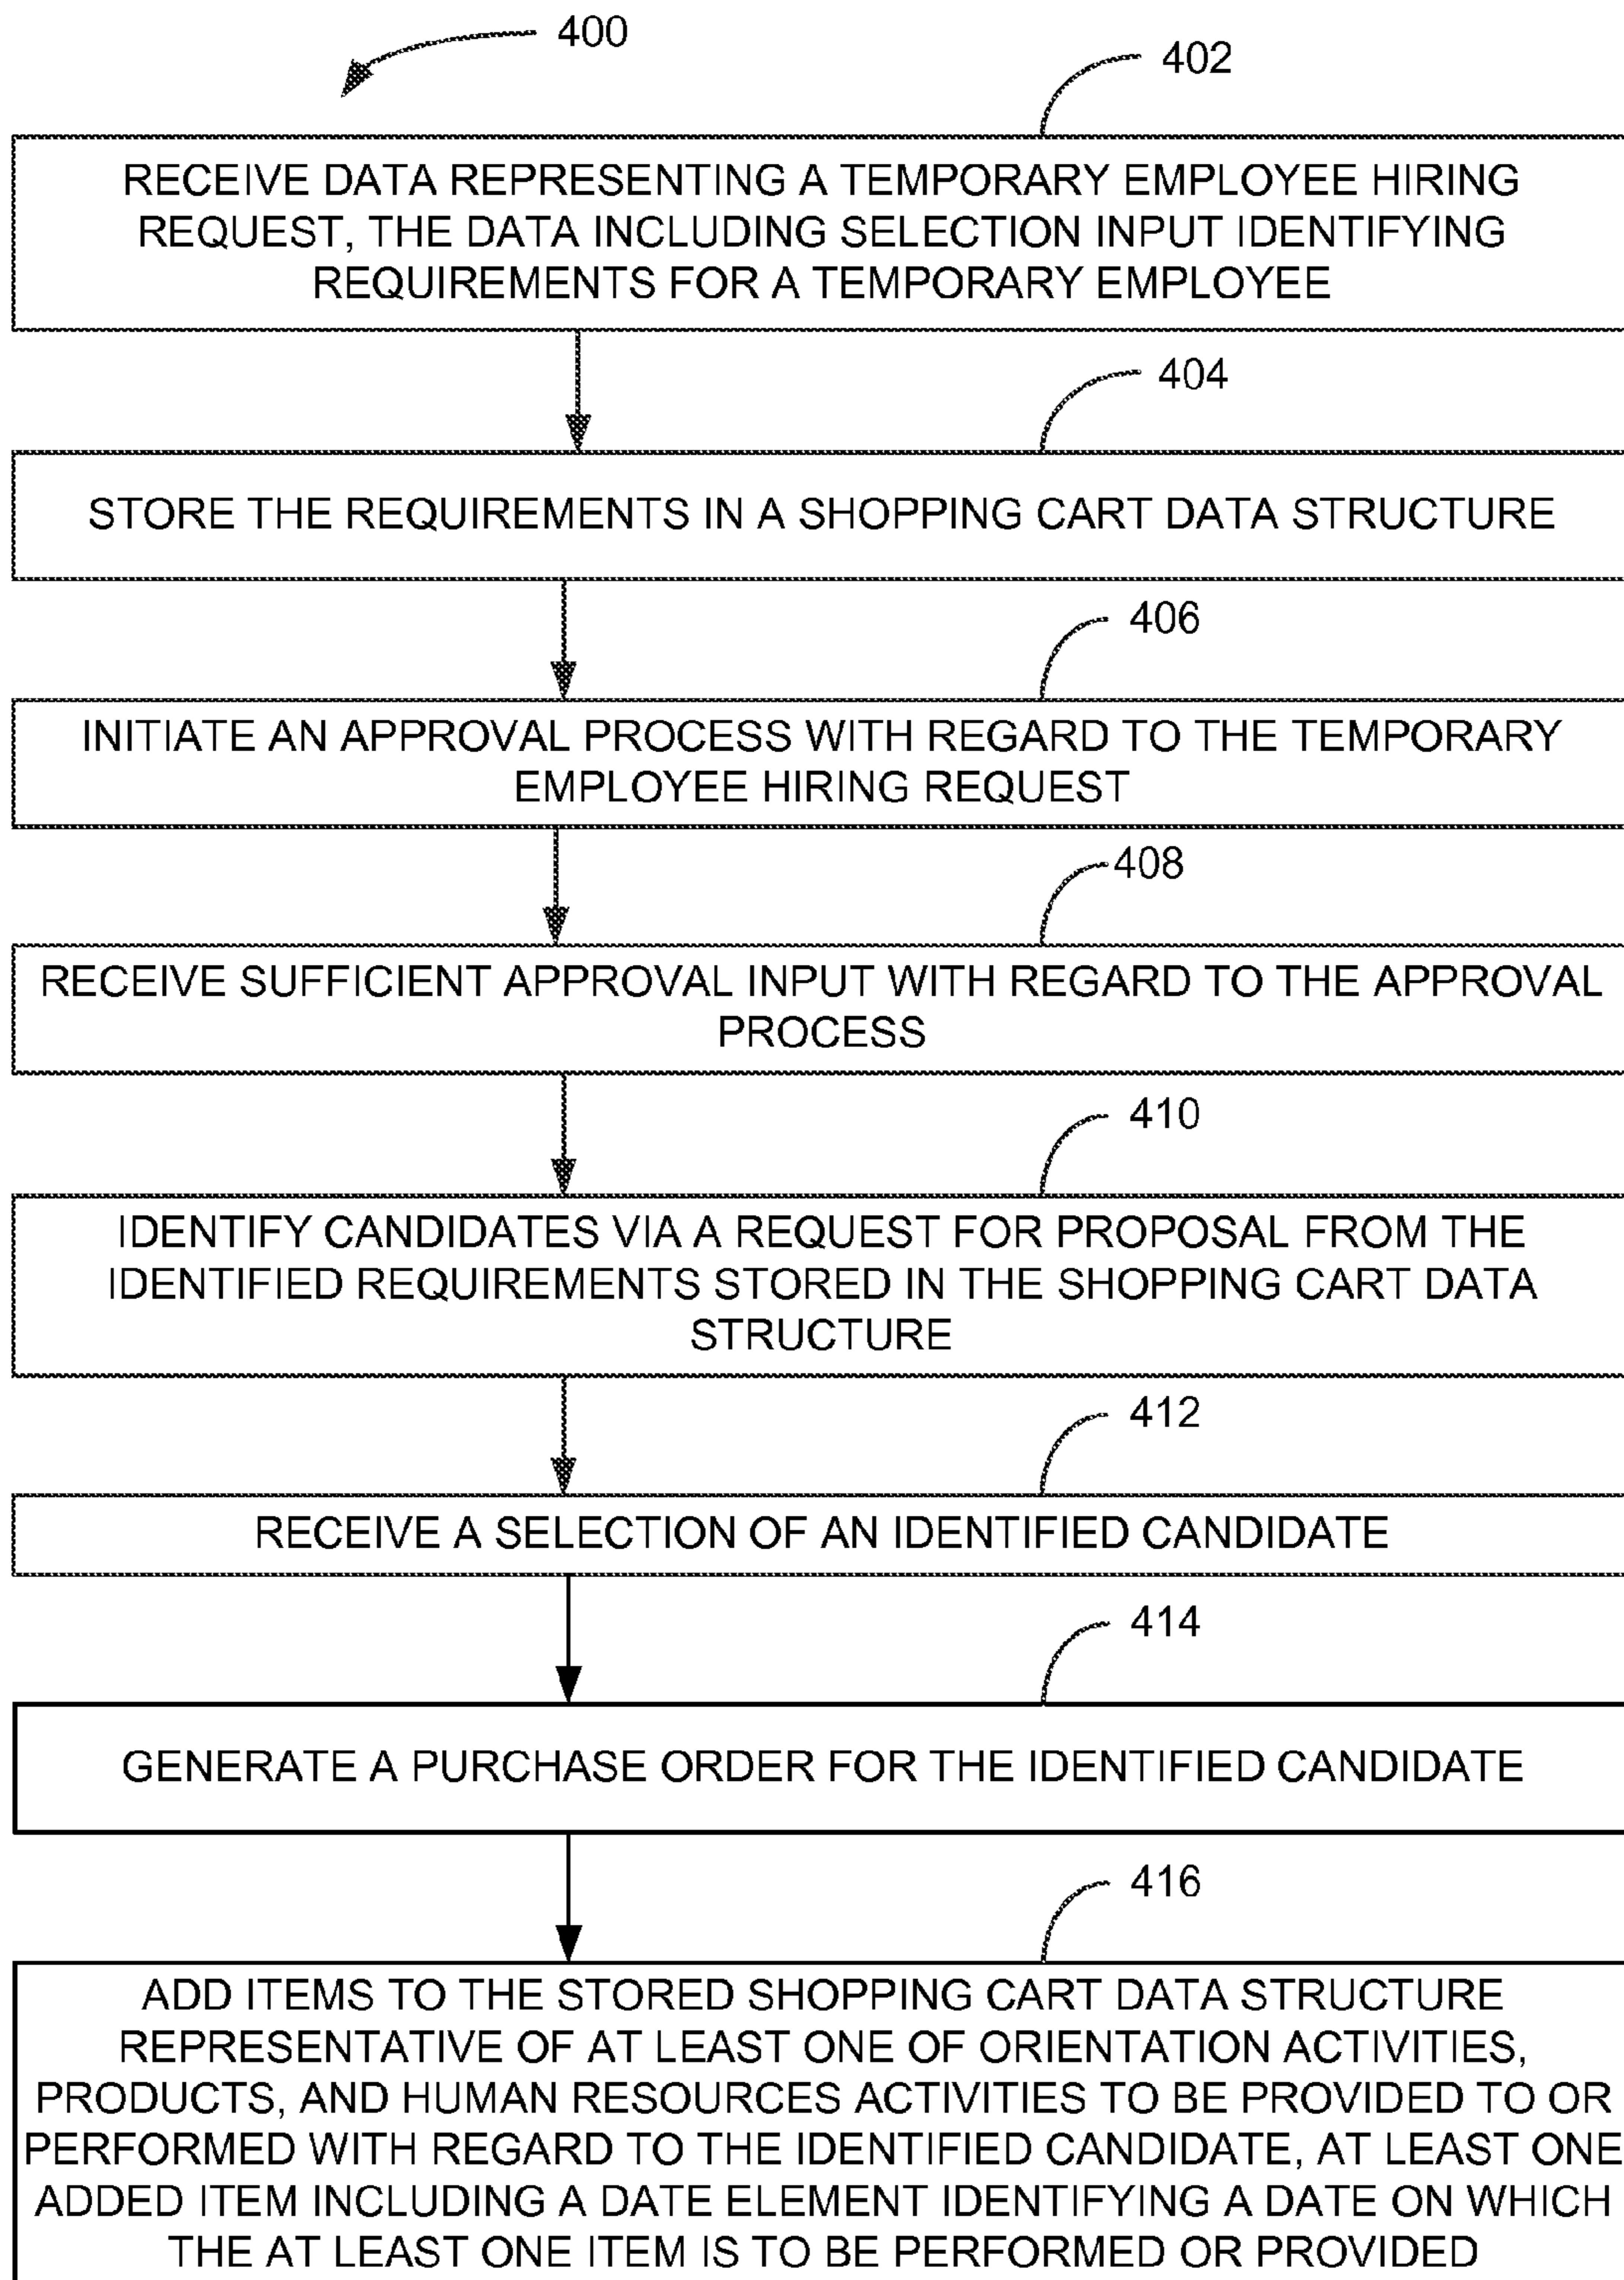 400
402
RECEIVE DATA REPRESENTING A TEMPORARY EMPLOYEE HIRING
REQUEST, THE DATA INCLUDING SELECTION INPUT IDENTIFYING
REQUIREMENTS FOR A TEMPORARY EMPLOYEE
404
STORE THE REQUIREMENTS IN A SHOPPING CART DATA STRUCTURE
406
INITIATE AN APPROVAL PROCESS WITH REGARD TO THE TEMPORARY
EMPLOYEE HIRING REQUEST
408
RECEIVE SUFFICIENT APPROVAL INPUT WITH REGARD TO THE APPROVAL
PROCESS
410
IDENTIFY CANDIDATES VIA A REQUEST FOR PROPOSAL FROM THE
IDENTIFIED REQUIREMENTS STORED IN THE SHOPPING CART DATA
STRUCTURE
412
RECEIVE A SELECTION OF AN IDENTIFIED CANDIDATE
414
GENERATE A PURCHASE ORDER FOR THE IDENTIFIED CANDIDATE
416
ADD ITEMS TO THE STORED SHOPPING CART DATA STRUCTURE
REPRESENTATIVE OF AT LEAST ONE OF ORIENTATION ACTIVITIES,
PRODUCTS, AND HUMAN RESOURCES ACTIVITIES TO BE PROVIDED TO OR
PERFORMED WITH REGARD TO THE IDENTIFIED CANDIDATE, AT LEAST ONE
ADDED ITEM INCLUDING A DATE ELEMENT IDENTIFYING A DATE ON WHICH
THE AT LEAST ONE ITEM IS TO BE PERFORMED OR PROVIDED